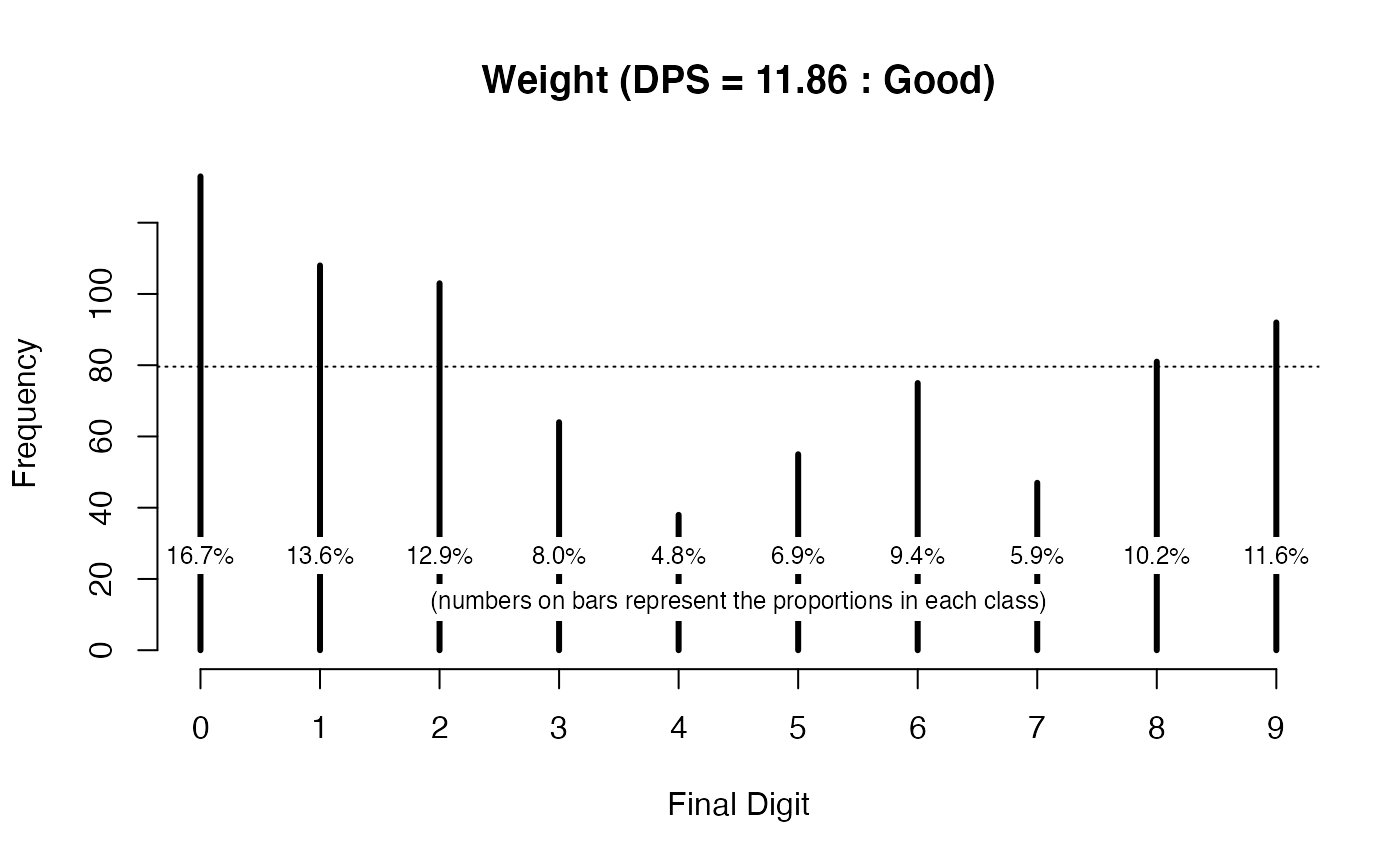 Weight (DPS = 11.86 : Good)
Frequency
100
80
60
40
20
0
16.7% 13.6% 12.9% 8.0% 4.8% 6.9% 9.4% 5.9% 10.2% 11.6%
(numbers on bars represent the proportions in each class)
0 1 2 3 4 5 6 7 8 9
Final Digit